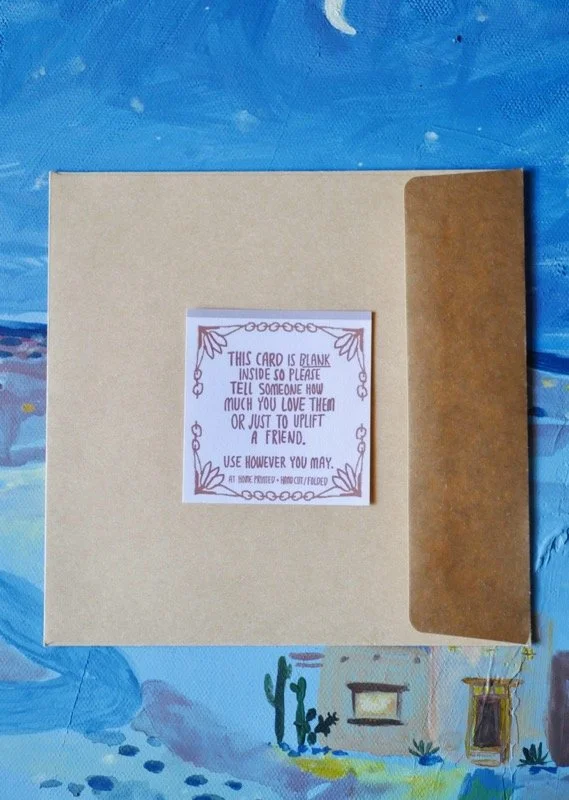 THIS CARD IS BLANK
INSIDE SO PLEASE
TELL SOMEONE HOW
MUCH YOU LOVE THEM
OR JUST TO UPLIFT
A FRIEND.
USE HOWEVER YOU MAY.
AT HOME PRINTED + HAND CUT/FOLDED